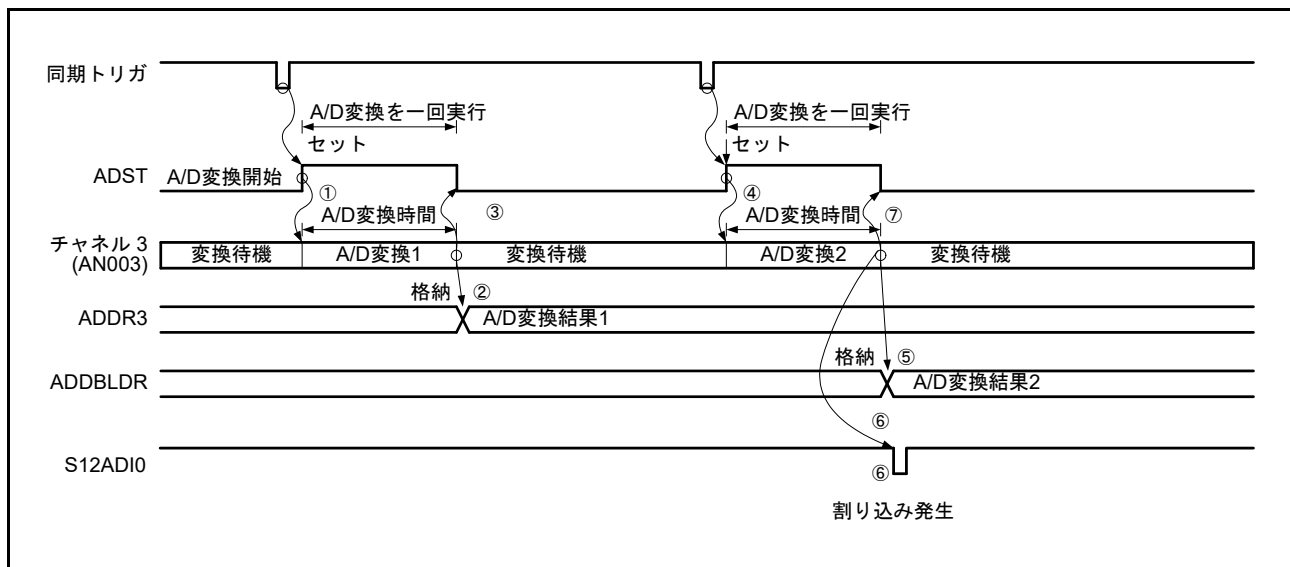 同期トリガ
A/D変換を一回実行
A/D変換を一回実行
セット
セット
ADST
A/D変換開始
①
④
A/D変換時間
③
A/D変換時間
⑦
チャネル 3
(AN003)
変換待機
A/D変換1
変換待機
A/D変換2
変換待機
格納 ②
ADDR3
A/D変換結果1
格納 ⑤
ADDBLDR
A/D変換結果2
⑥
S12ADI0
⑥
割り込み発生